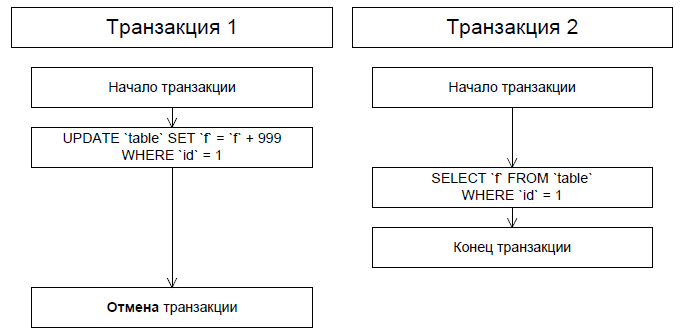 Транзакция 1
Транзакция 2
Начало транзакции
Начало транзакции
UPDATE `table` SET `f` = `f` + 999
WHERE `id` = 1
SELECT `f` FROM `table`
WHERE `id` = 1
Конец транзакции
Отмена транзакции